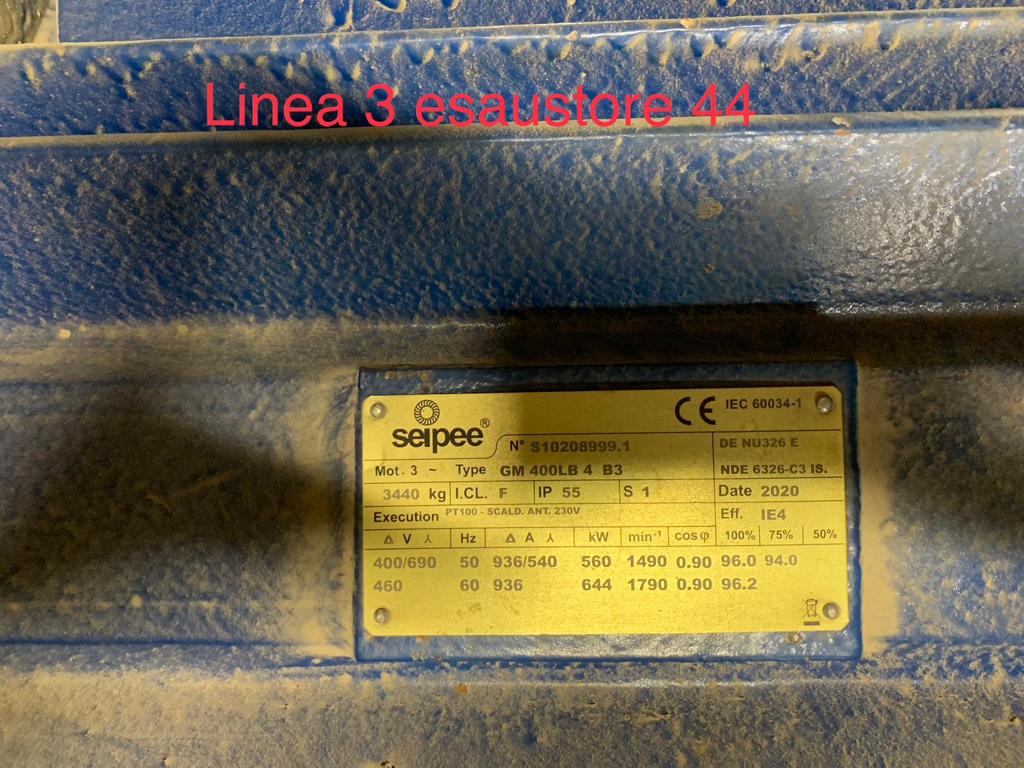 Linea 3 esaustore 44
seipee®
CE IEC 60034-1
N° S10208999.1
DE NU326 E
Mot. 3 ~ Type GM 400LB 4 B3
NDE 6326-C3 IS.
3440 kg I.CL. F IP 55 S 1
Date 2020
Execution PT100 - SCALD. ANT. 230V
Eff. IE4
Δ V ⅄ Hz Δ A ⅄ kW min⁻¹ cosφ 100% 75% 50%
400/690 50 936/540 560 1490 0.90 96.0 94.0
460 60 936 644 1790 0.90 96.2